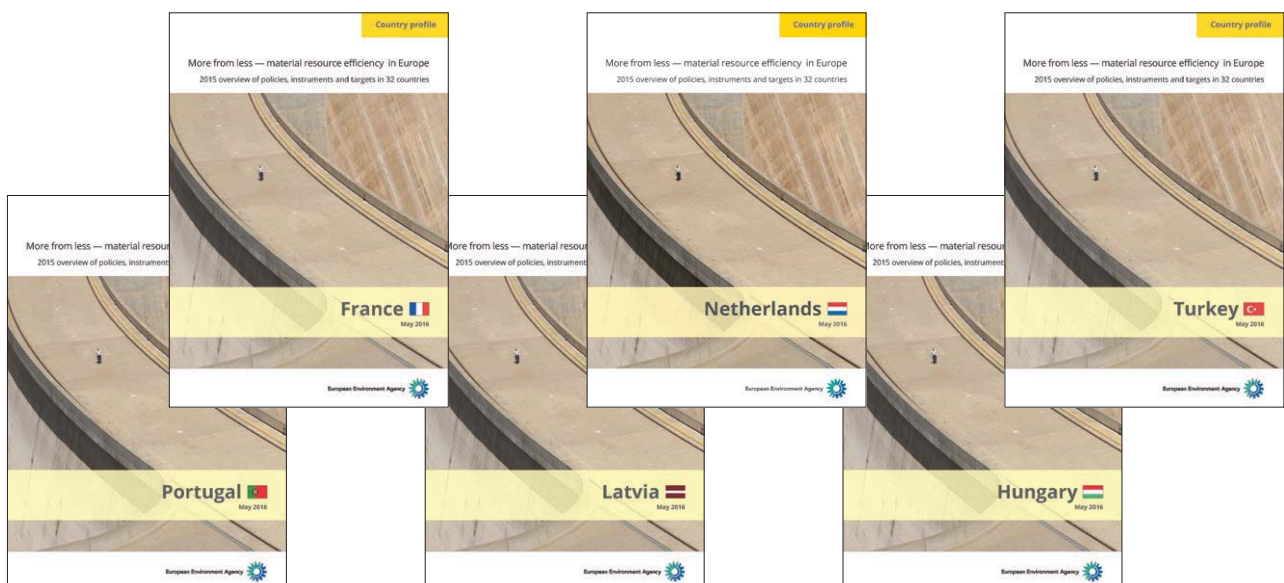 Country profile
More from less — material resource efficiency in Europe
2015 overview of policies, instruments and targets in 32 countries
France
May 2016
European Environment Agency
Country profile
More from less — material resource efficiency in Europe
2015 overview of policies, instruments and targets in 32 countries
Netherlands
May 2016
European Environment Agency
Country profile
More from less — material resource efficiency in Europe
2015 overview of policies, instruments and targets in 32 countries
Turkey
May 2016
European Environment Agency
More from less — material resour
2015 overview of policies, instrument
Portugal
May 2016
European Environment Agency
More from less — material resour
2015 overview of policies, instrument
Latvia
May 2016
European Environment Agency
More from less — material resour
2015 overview of policies, instrument
Hungary
May 2016
European Environment Agency